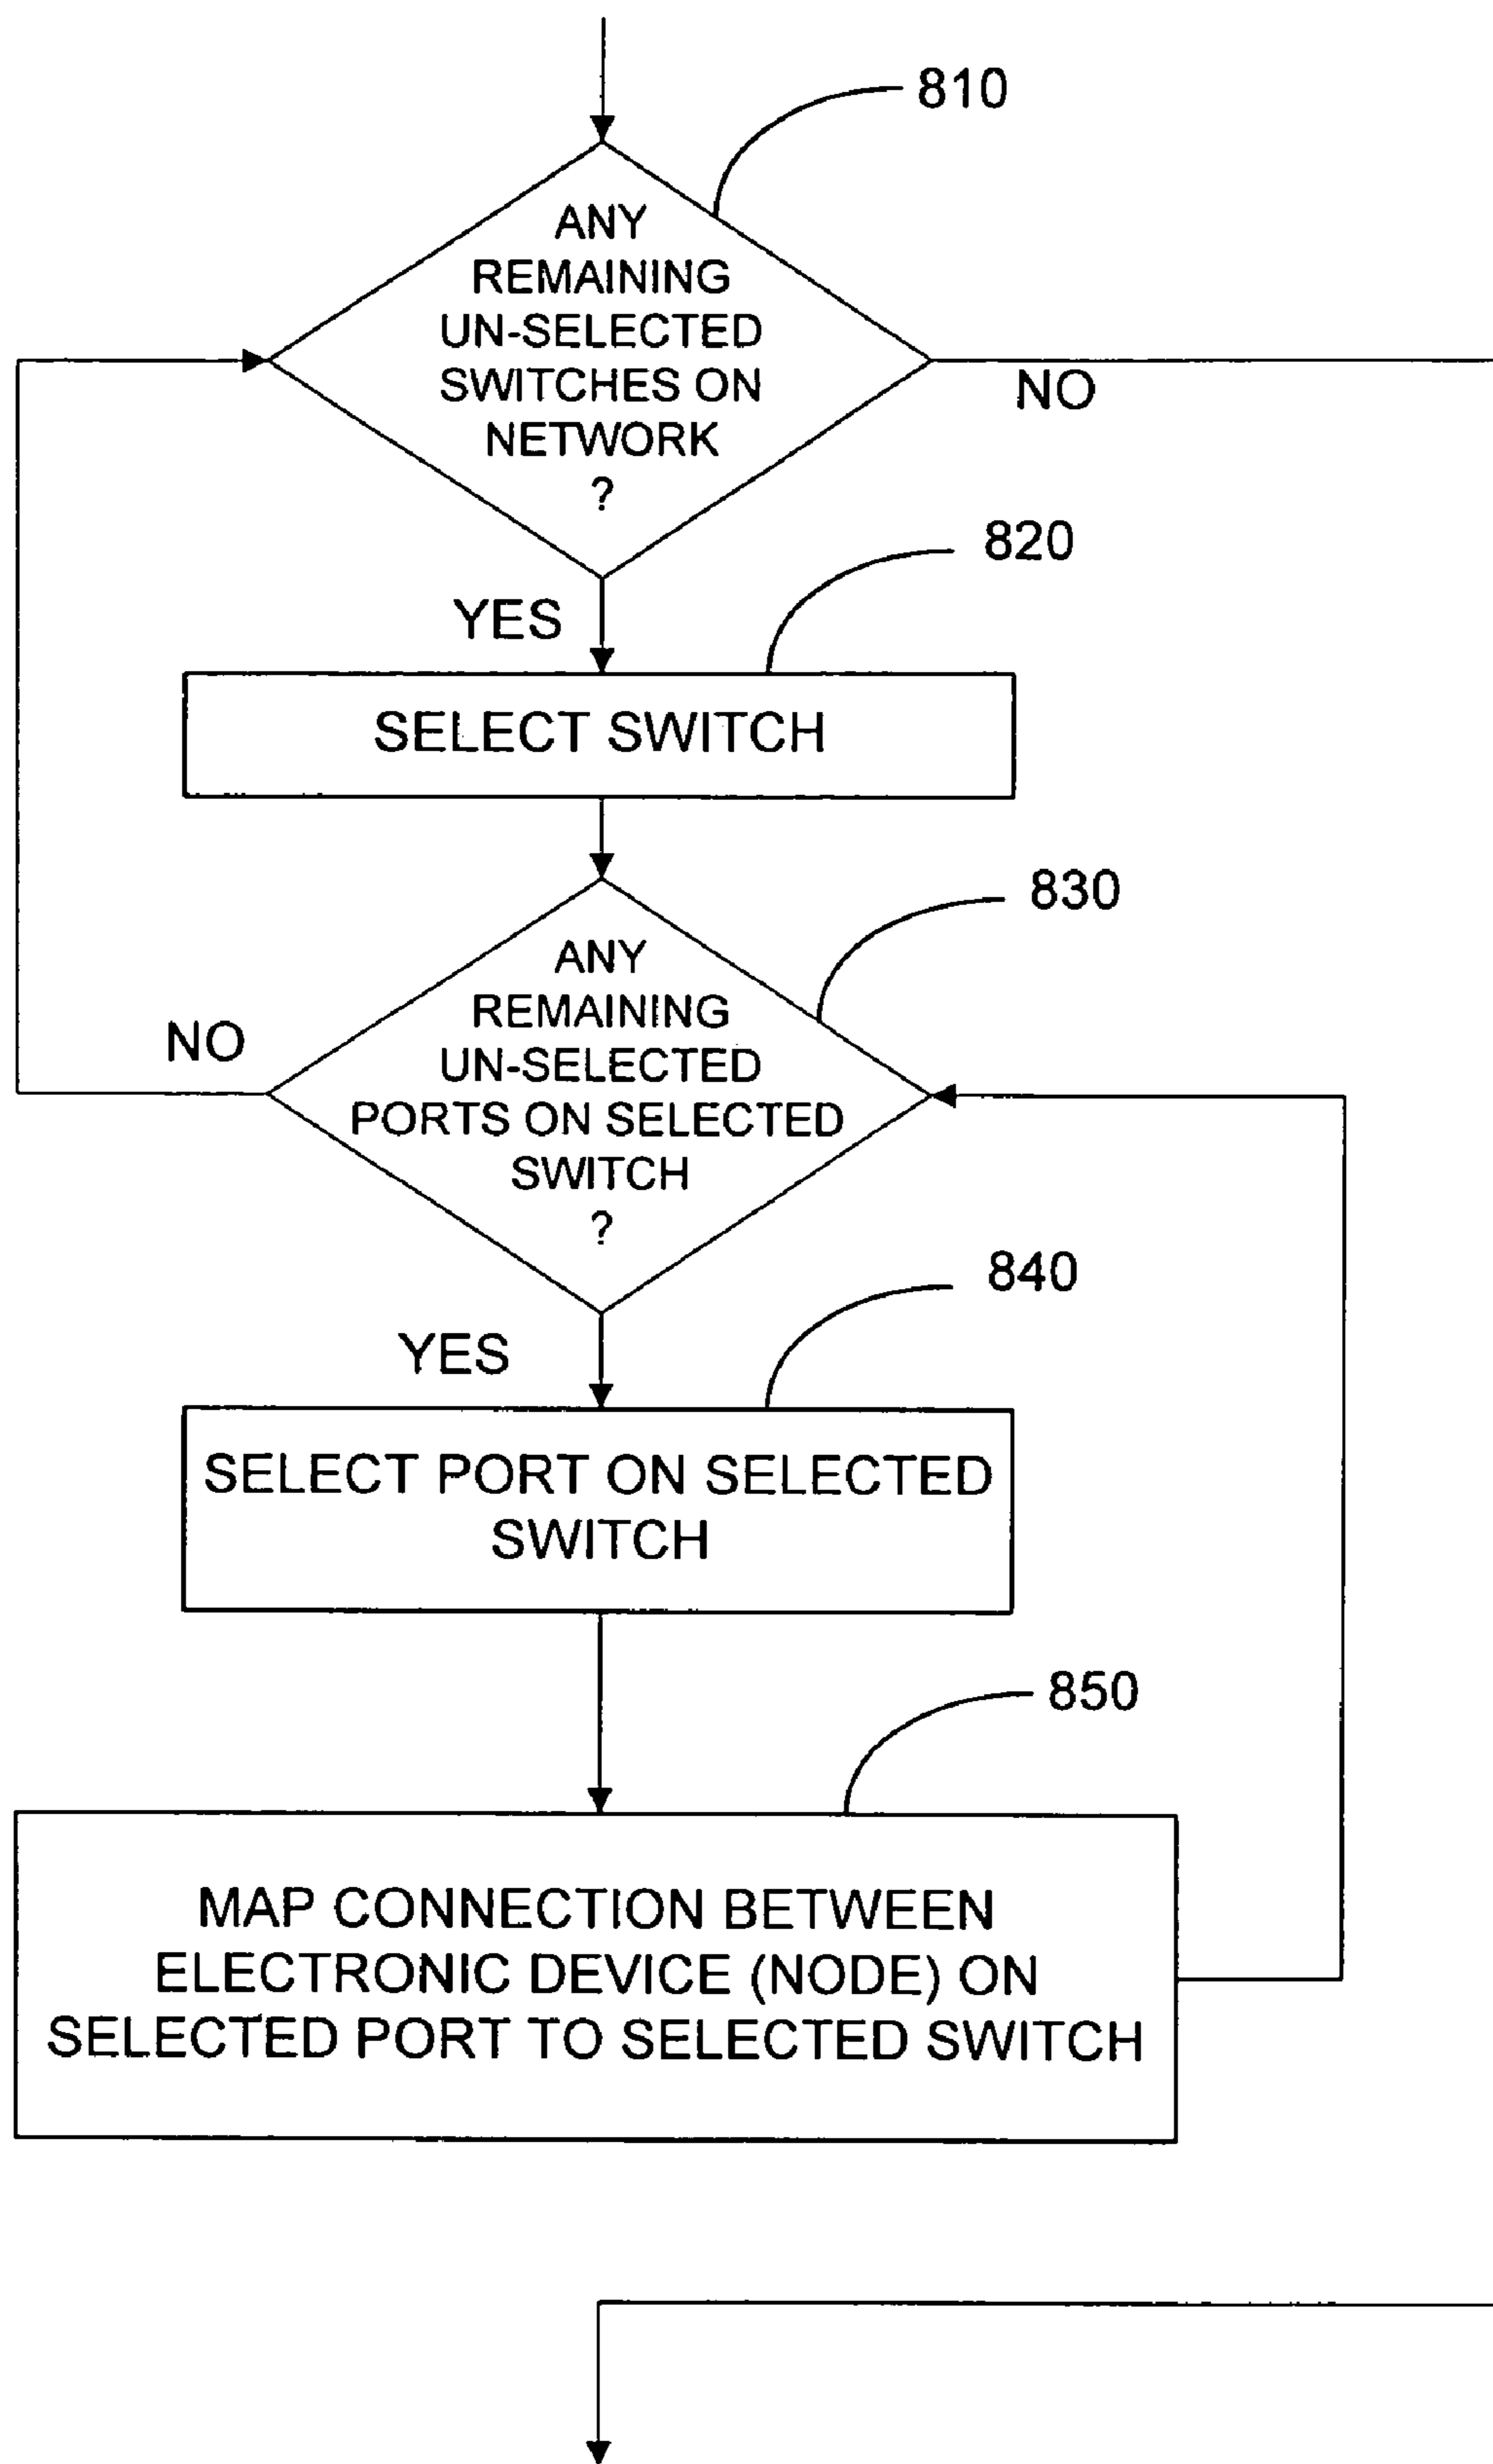 810
ANY
REMAINING
UN-SELECTED
SWITCHES ON
NETWORK
?
NO
820
YES
SELECT SWITCH
830
ANY
REMAINING
UN-SELECTED
PORTS ON SELECTED
SWITCH
?
NO
840
YES
SELECT PORT ON SELECTED
SWITCH
850
MAP CONNECTION BETWEEN
ELECTRONIC DEVICE (NODE) ON
SELECTED PORT TO SELECTED SWITCH